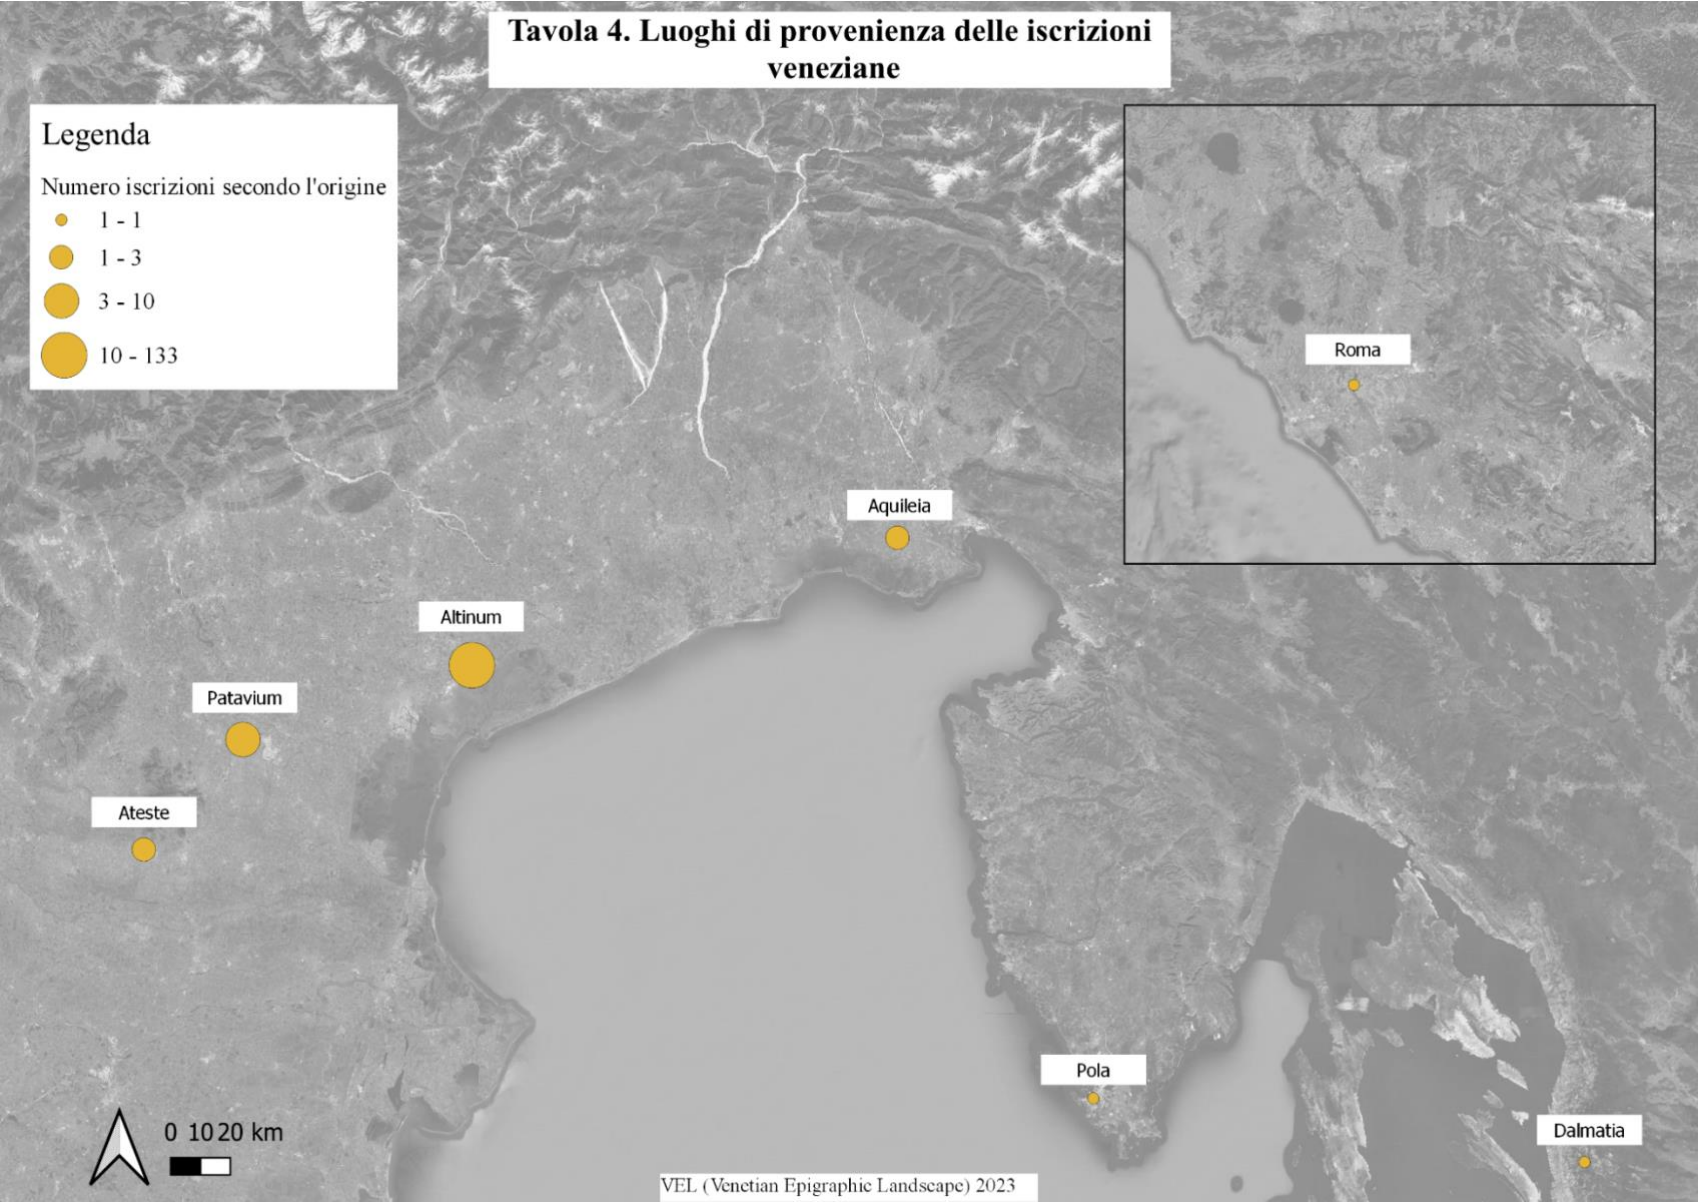 Tavola 4. Luoghi di provenienza delle iscrizioni
veneziane
Legenda
Numero iscrizioni secondo l'origine
1 - 1
1 - 3
3 - 10
10 - 133
Roma
Aquileia
Altinum
Patavium
Ateste
Pola
Dalmatia
0 10 20 km
VEL (Venetian Epigraphic Landscape) 2023